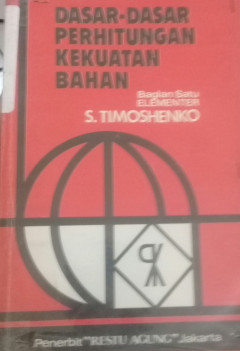 DASAR-DASAR
PERHITUNGAN
KEKUATAN
BAHAN
Bagian Satu
ELEMENTER
S. TIMOSHENKO
Penerbit "RESTU AGUNG" Jakarta